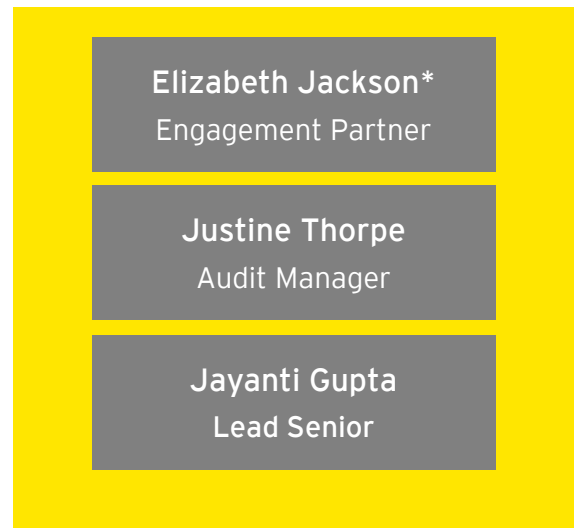 Elizabeth Jackson*
Engagement Partner
Justine Thorpe
Audit Manager
Jayanti Gupta
Lead Senior